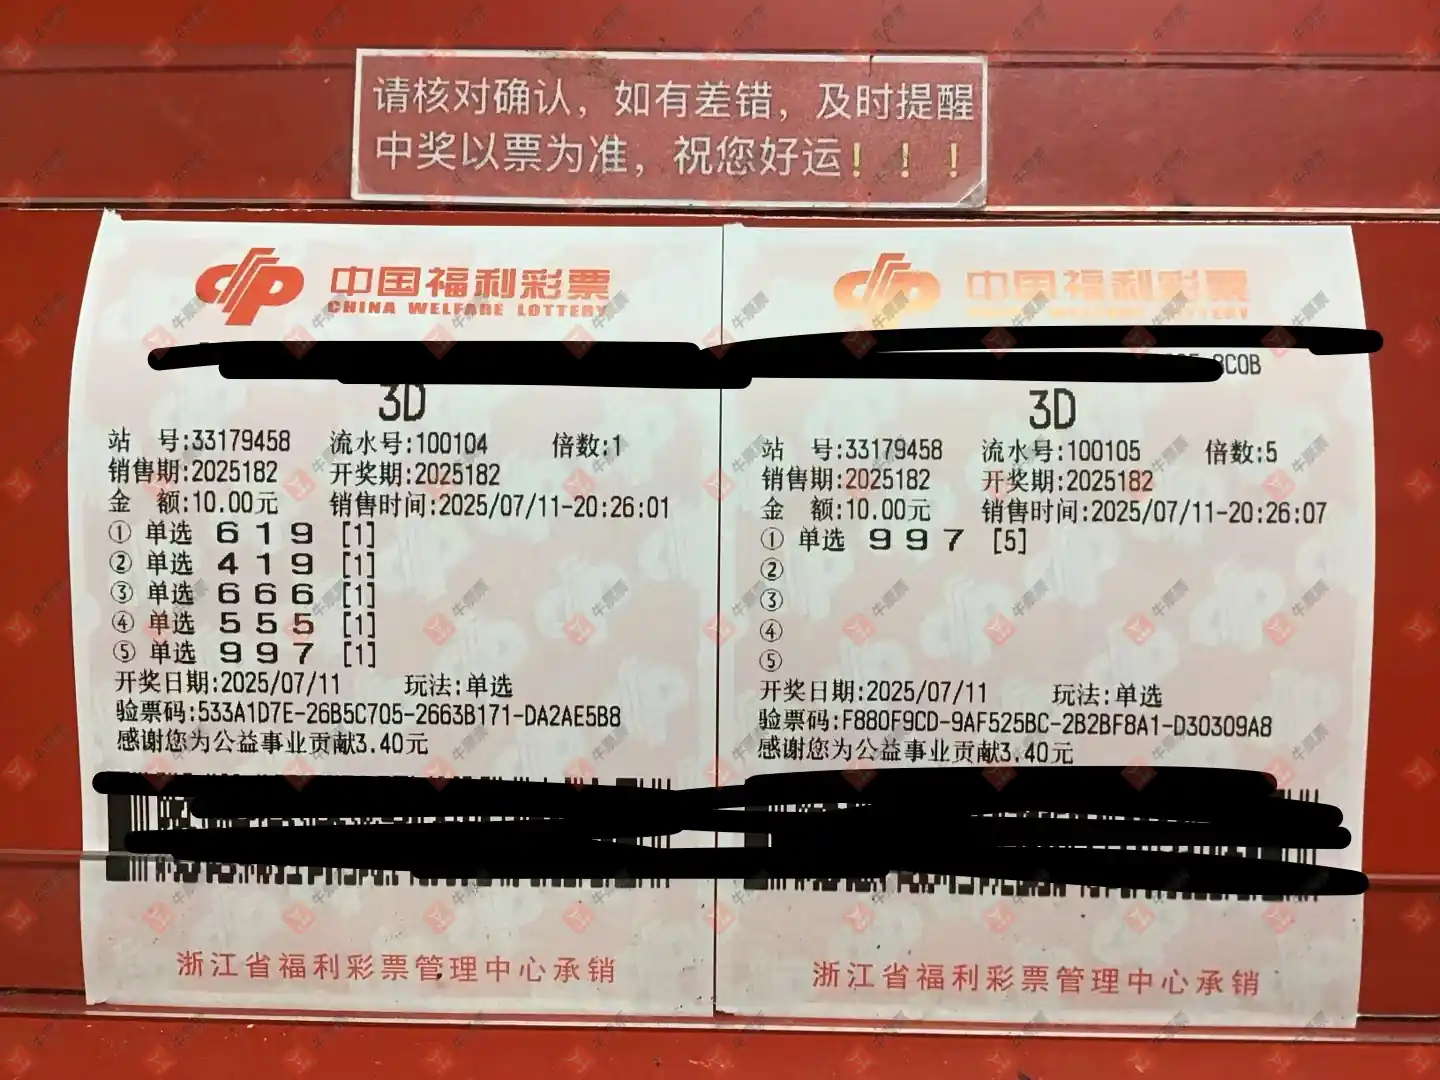 请核对确认，如有差错，及时提醒
中奖以票为准，祝您好运！！！
中国福利彩票
CHINA WELFARE LOTTERY
3D
站 号:33179458 流水号:100104 倍数:1
销售期:2025182 开奖期:2025182
金 额:10.00元 销售时间:2025/07/11-20:26:01
① 单选 6 1 9 [1]
② 单选 4 1 9 [1]
③ 单选 6 6 6 [1]
④ 单选 5 5 5 [1]
⑤ 单选 9 9 7 [1]
开奖日期:2025/07/11 玩法:单选
验票码:533A1D7E-26B5C705-2663B171-DA2AE5B8
感谢您为公益事业贡献3.40元
浙江省福利彩票管理中心承销
中国福利彩票
3D
站 号:33179458 流水号:100105 倍数:5
销售期:2025182 开奖期:2025182
金 额:10.00元 销售时间:2025/07/11-20:26:07
① 单选 9 9 7 [5]
②
③
④
⑤
开奖日期:2025/07/11 玩法:单选
验票码:F880F9CD-9AF525BC-2B2BF8A1-D30309A8
感谢您为公益事业贡献3.40元
浙江省福利彩票管理中心承销